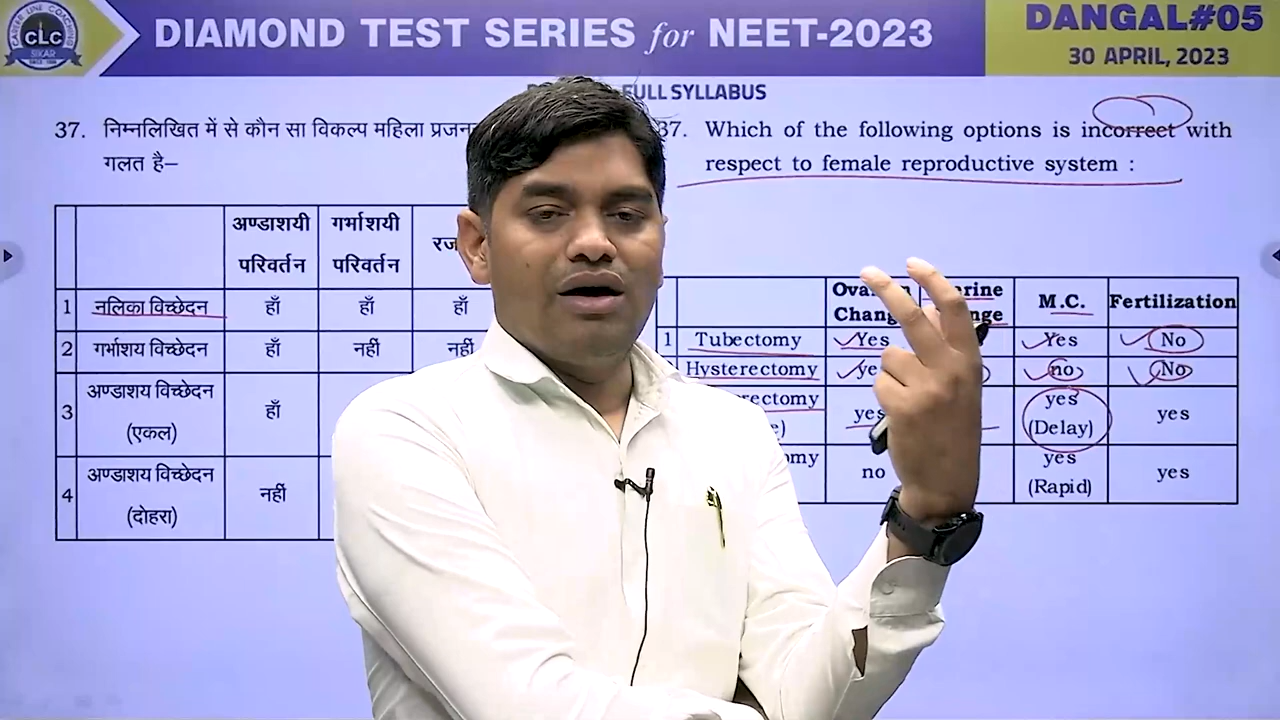 CLC
SIKAR
DIAMOND TEST SERIES for NEET-2023
DANGAL#05
30 APRIL, 2023
FULL SYLLABUS
37. निम्नलिखित में से कौन सा विकल्प महिला
गलत है–
37. Which of the following options is incorrect with
respect to female reproductive system :
अण्डाशयी परिवर्तन
गर्भाशयी परिवर्तन
1 नलिका विच्छेदन हाँ हाँ हाँ
2 गर्भाशय विच्छेदन हाँ नहीं नहीं
3 अण्डाशय विच्छेदन हाँ
(एकल)
4 अण्डाशय विच्छेदन नहीं
(दोहरा)
M.C. Fertilization
1 Tubectomy Yes Yes No
Hysterectomy no No
yes yes
(Delay)
no yes yes
(Rapid)